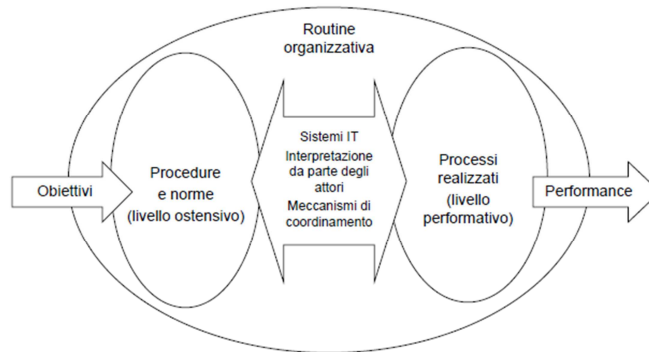 Routine
organizzativa
Obiettivi
Procedure
e norme
(livello ostensivo)
Sistemi IT
Interpretazione
da parte degli
attori
Meccanismi di
coordinamento
Processi
realizzati
(livello
performativo)
Performance